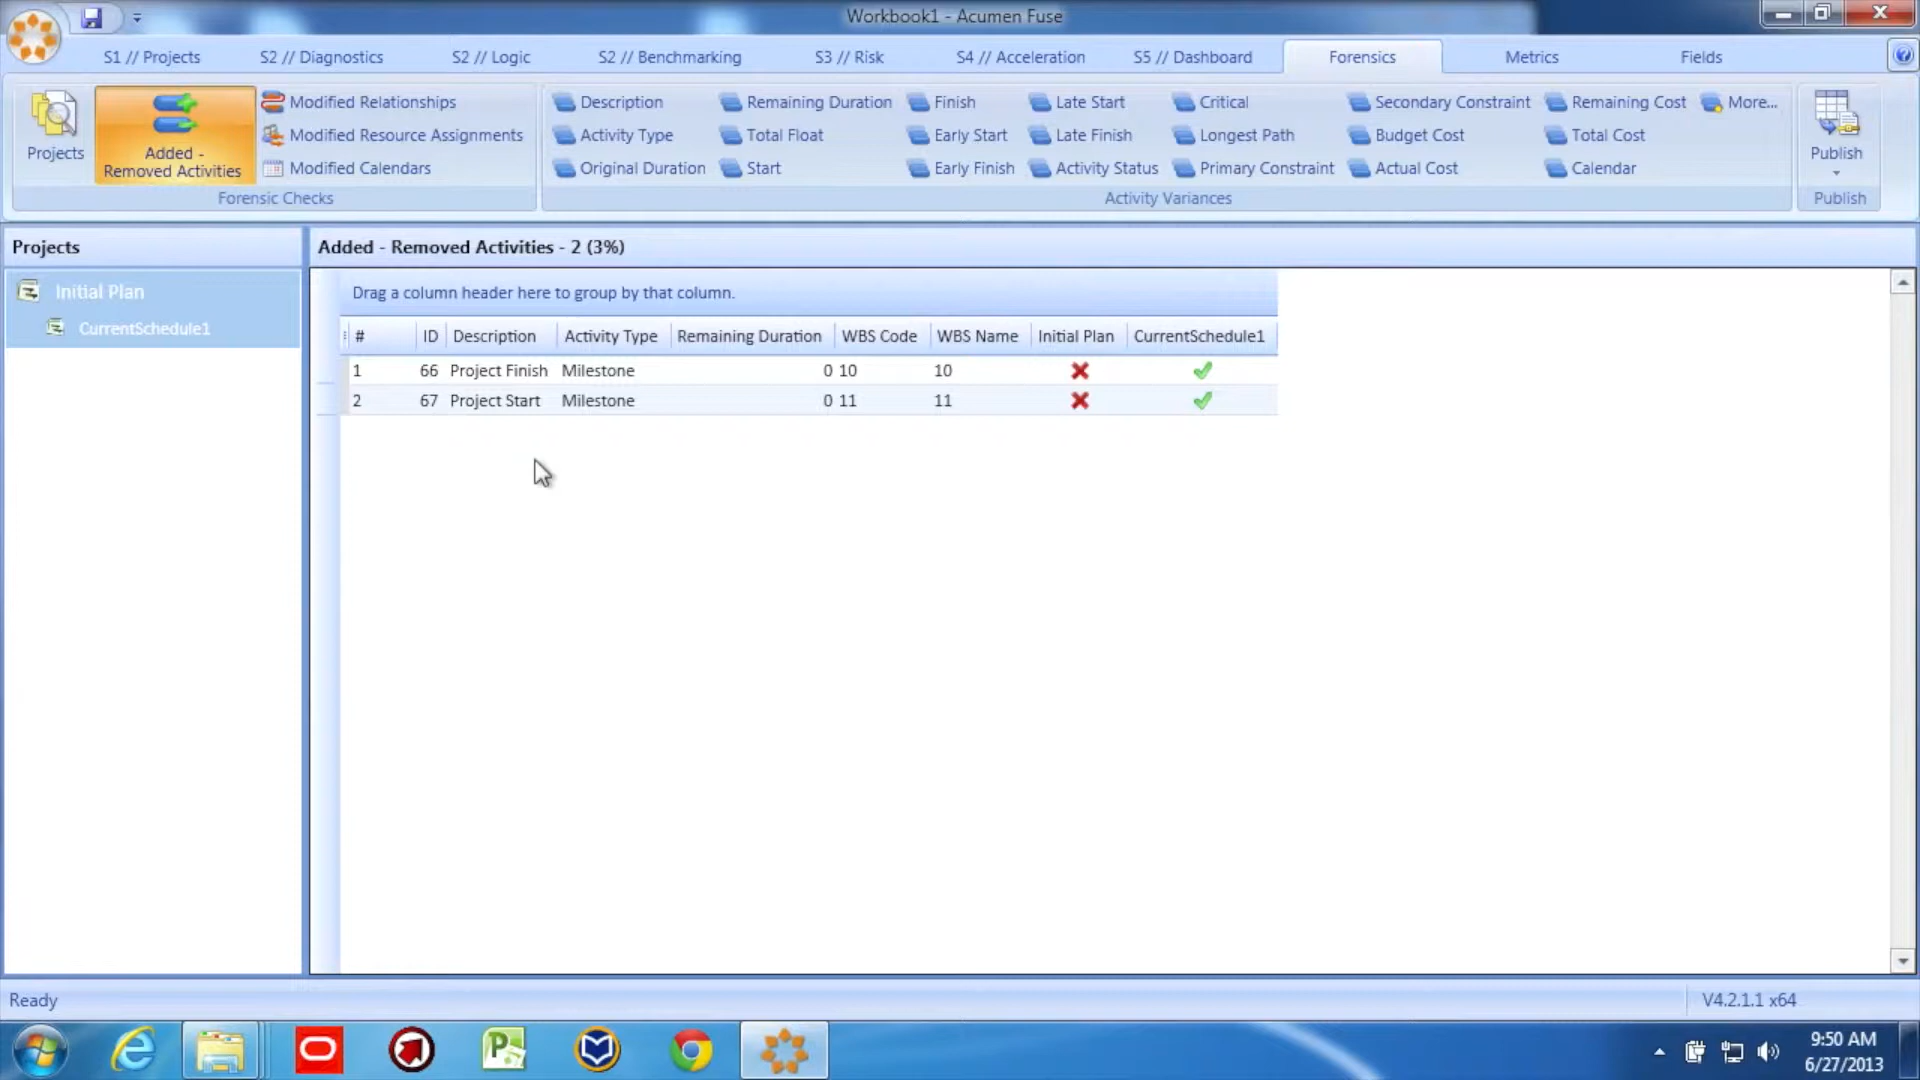 Workbook1 - Acumen Fuse
S1 // Projects S2 // Diagnostics S2 // Logic S2 // Benchmarking S3 // Risk S4 // Acceleration S5 // Dashboard Forensics Metrics Fields
Projects
Added -
Removed Activities
Modified Relationships
Modified Resource Assignments
Modified Calendars
Forensic Checks
Description Remaining Duration Finish Late Start Critical Secondary Constraint Remaining Cost More...
Activity Type Total Float Early Start Late Finish Longest Path Budget Cost Total Cost
Original Duration Start Early Finish Activity Status Primary Constraint Actual Cost Calendar
Activity Variances
Publish
Publish
Projects
Initial Plan
CurrentSchedule1
Added - Removed Activities - 2 (3%)
Drag a column header here to group by that column.
# ID Description Activity Type Remaining Duration WBS Code WBS Name Initial Plan CurrentSchedule1
1 66 Project Finish Milestone 0 10 10
2 67 Project Start Milestone 0 11 11
Ready
V4.2.1.1 x64
9:50 AM
6/27/2013